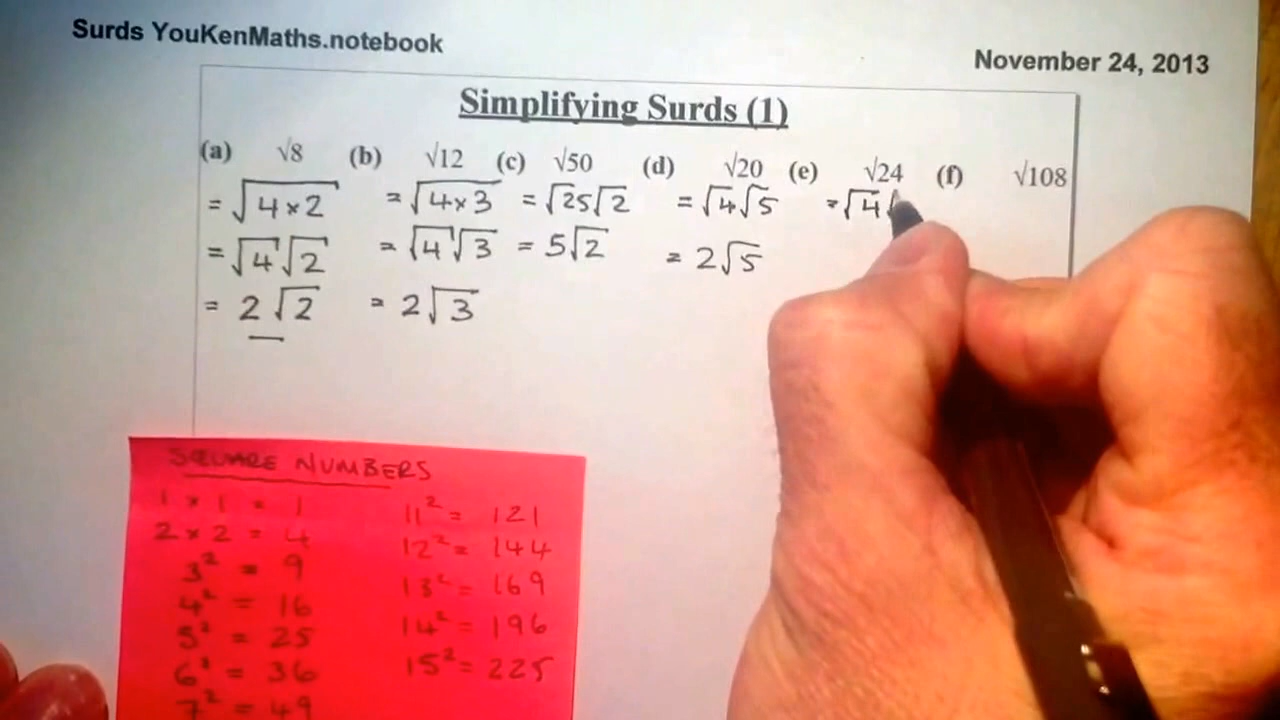 Surds YouKenMaths.notebook
November 24, 2013
Simplifying Surds (1)
(a) √8 (b) √12 (c) √50 (d) √20 (e) √24 (f) √108
= √4×2 = √4×3 = √25√2 = √4√5 = √4√
= √4√2 = √4√3 = 5√2 = 2√5
= 2√2 = 2√3
SQUARE NUMBERS
1 × 1 = 1 11² = 121
2 × 2 = 4 12² = 144
3² = 9 13² = 169
4² = 16 14² = 196
5² = 25 15² = 225
6² = 36
7² = 49